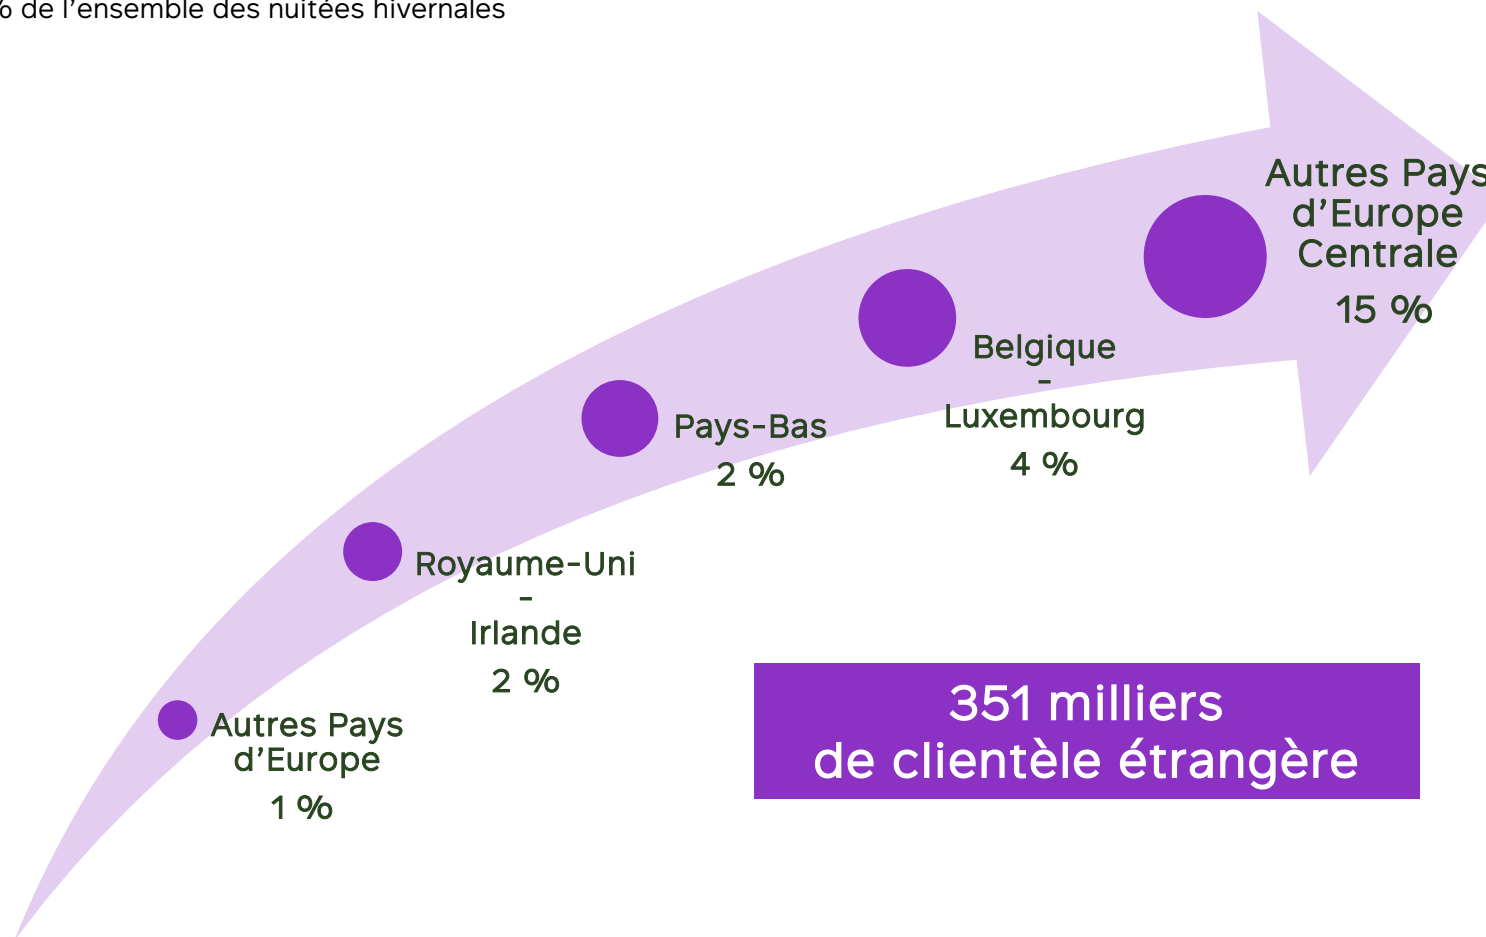 % de l’ensemble des nuitées hivernales
Autres Pays
d’Europe
Centrale
15 %
Belgique
-
Luxembourg
4 %
Pays-Bas
2 %
Royaume-Uni
-
Irlande
2 %
Autres Pays
d’Europe
1 %
351 milliers
de clientèle étrangère